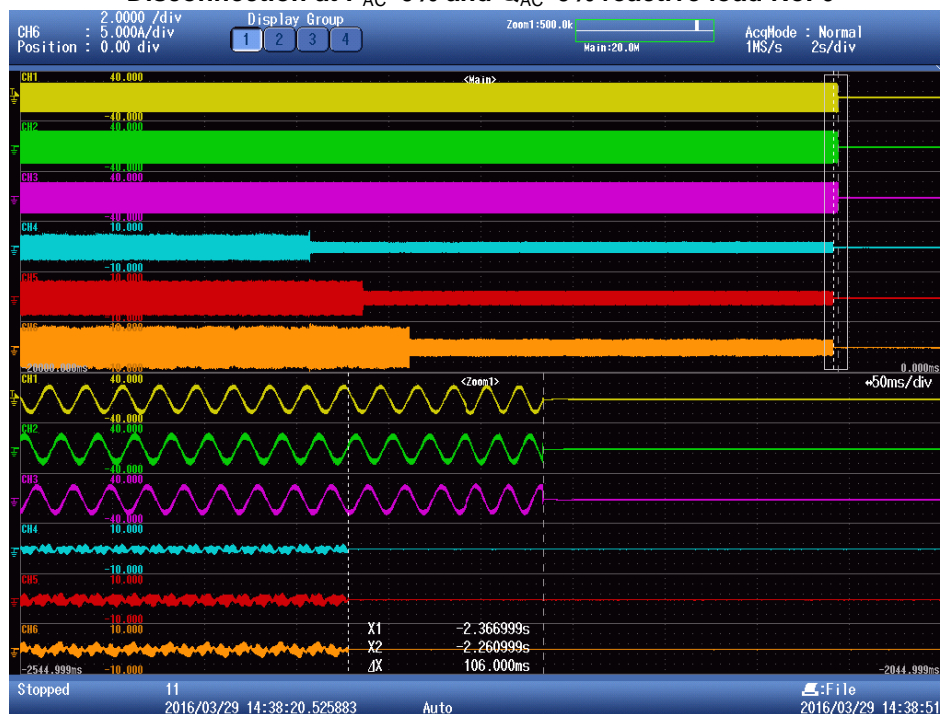 2.0000 /div
CH6 : 5.000A/div
Position : 0.00 div
Display Group
1 2 3 4
Zoom1:500.0k
Main:20.0M
AcqMode : Normal
1MS/s 2s/div
CH1 40.000
<Main>
-40.000
CH2 40.000
-40.000
CH3 40.000
CH4 10.000
-10.000
CH5 10.000
0.000ms
CH1 40.000
<Zoom1>
↔50ms/div
-40.000
CH2 40.000
-40.000
CH3 40.000
-40.000
CH4 10.000
-10.000
CH5 10.000
-10.000
CH6 10.000
X1 -2.366999s
X2 -2.260999s
ΔX 106.000ms
-2544.999ms -10.000
-2044.999ms
Stopped 11
:File
2016/03/29 14:38:20.525883 Auto
2016/03/29 14:38:51